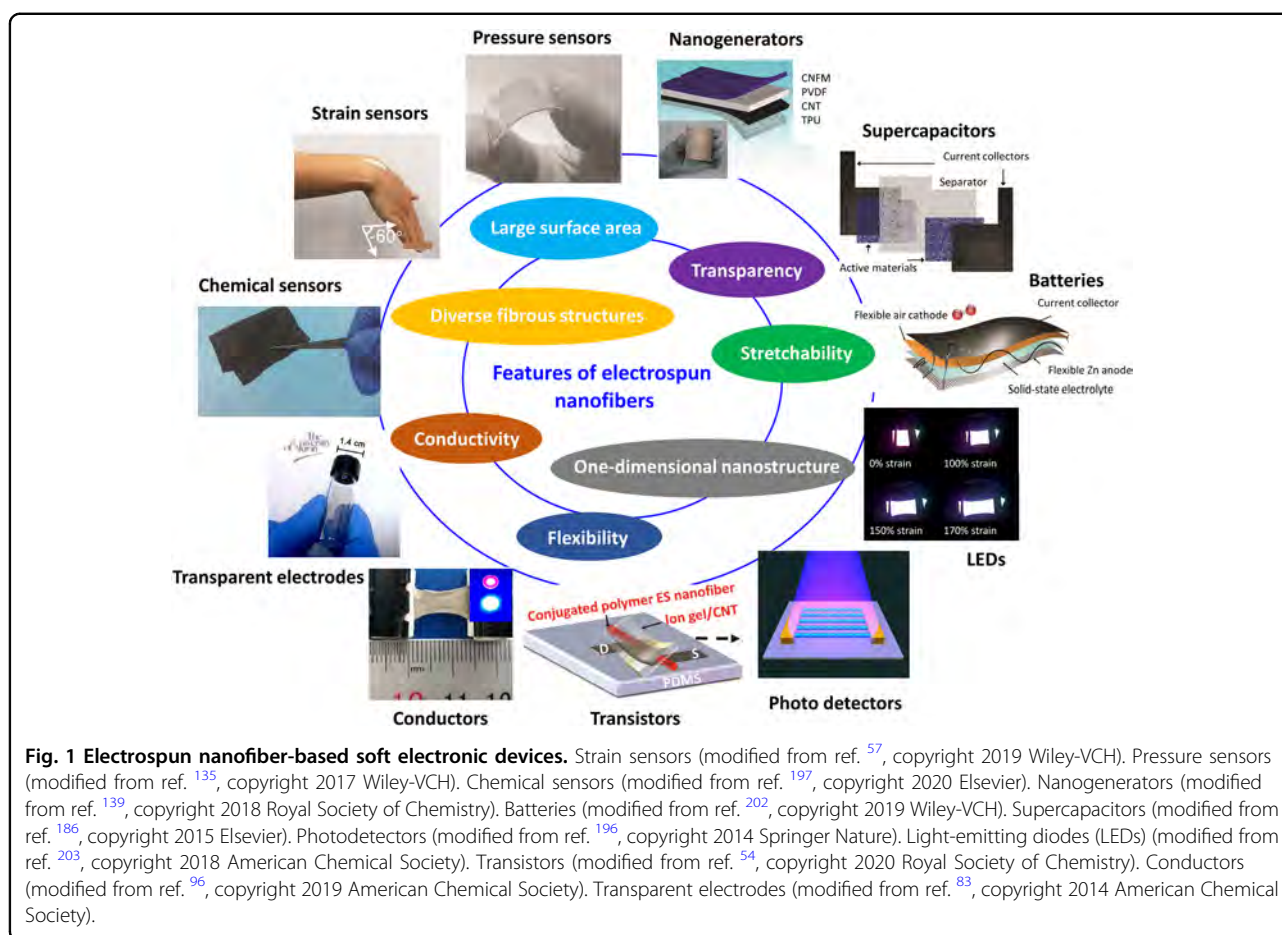 Pressure sensors
Nanogenerators
CNFM
PVDF
CNT
TPU
Strain sensors
~60°
Supercapacitors
Current collectors
Separator
Active materials
Large surface area
Transparency
Chemical sensors
Diverse fibrous structures
Stretchability
Batteries
Current collector
Flexible air cathode
Flexible Zn anode
Solid-state electrolyte
Features of electrospun
nanofibers
Conductivity
One-dimensional nanostructure
Flexibility
The
1.4 cm
Transparent electrodes
0% strain
100% strain
150% strain
170% strain
LEDs
mm
11
Conductors
Conjugated polymer ES nanofiber
Ion gel/CNT
D
S
PDMS
Transistors
Photo detectors
Fig. 1 Electrospun nanofiber-based soft electronic devices. Strain sensors (modified from ref. 57, copyright 2019 Wiley-VCH). Pressure sensors
(modified from ref. 135, copyright 2017 Wiley-VCH). Chemical sensors (modified from ref. 197, copyright 2020 Elsevier). Nanogenerators (modified
from ref. 139, copyright 2018 Royal Society of Chemistry). Batteries (modified from ref. 202, copyright 2019 Wiley-VCH). Supercapacitors (modified from
ref. 186, copyright 2015 Elsevier). Photodetectors (modified from ref. 196, copyright 2014 Springer Nature). Light-emitting diodes (LEDs) (modified from
ref. 203, copyright 2018 American Chemical Society). Transistors (modified from ref. 54, copyright 2020 Royal Society of Chemistry). Conductors
(modified from ref. 96, copyright 2019 American Chemical Society). Transparent electrodes (modified from ref. 83, copyright 2014 American Chemical
Society).